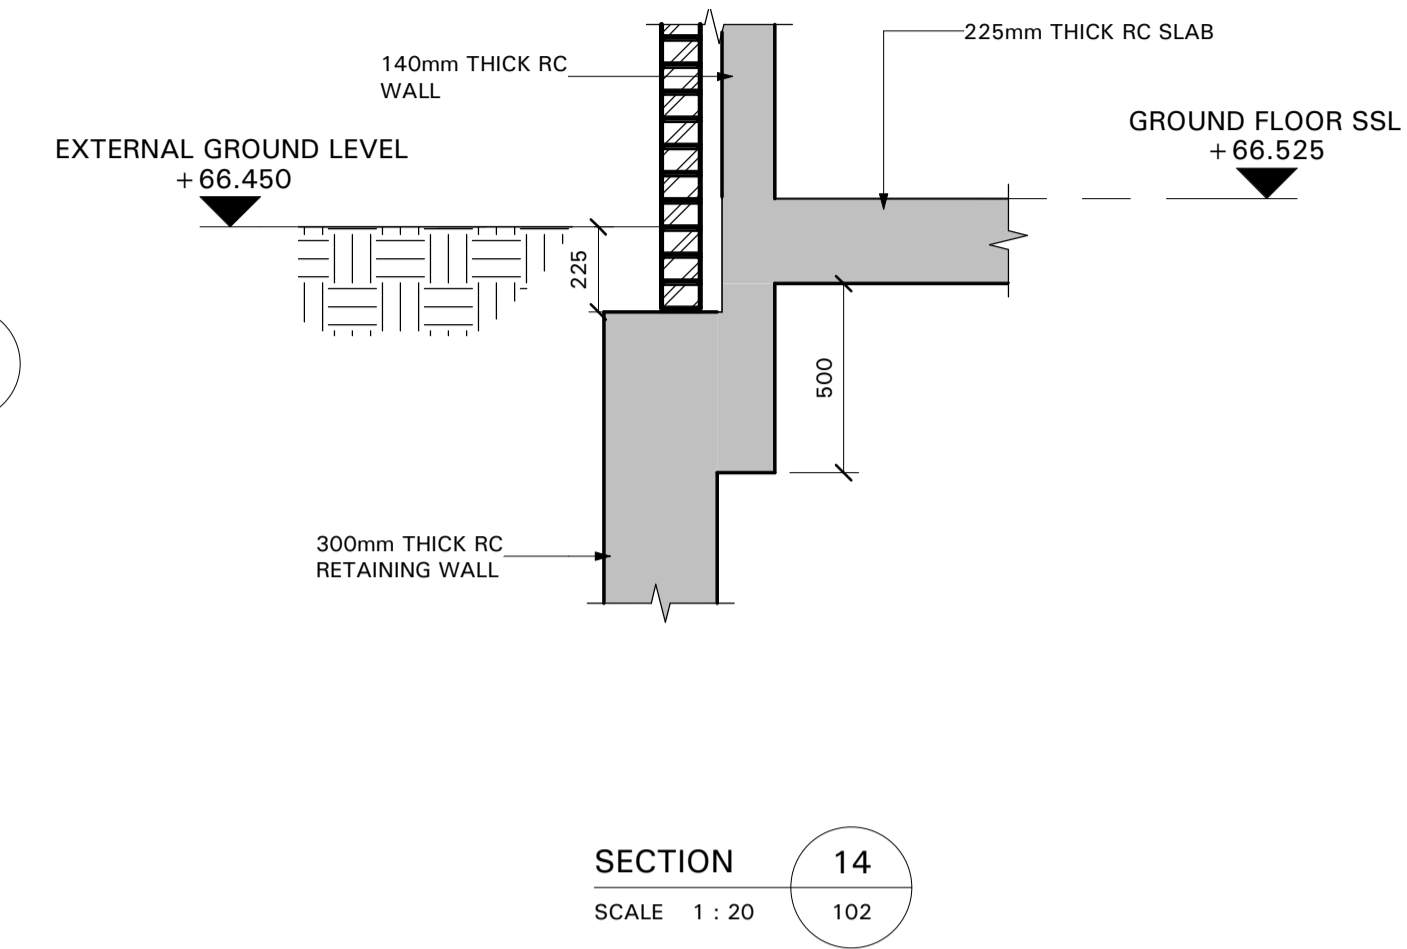 225mm THICK RC SLAB
140mm THICK RC
WALL
GROUND FLOOR SSL
+66.525
EXTERNAL GROUND LEVEL
+66.450
225
500
300mm THICK RC
RETAINING WALL
SECTION
14
SCALE 1 : 20
102